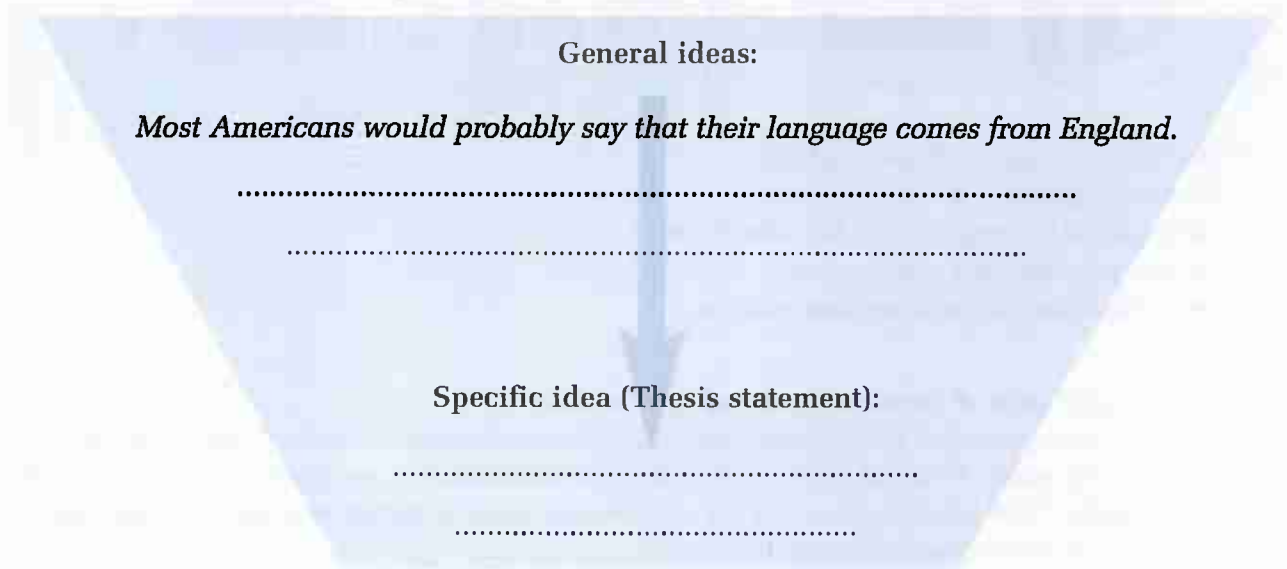 General ideas:
Most Americans would probably say that their language comes from England.
Specific idea (Thesis statement):